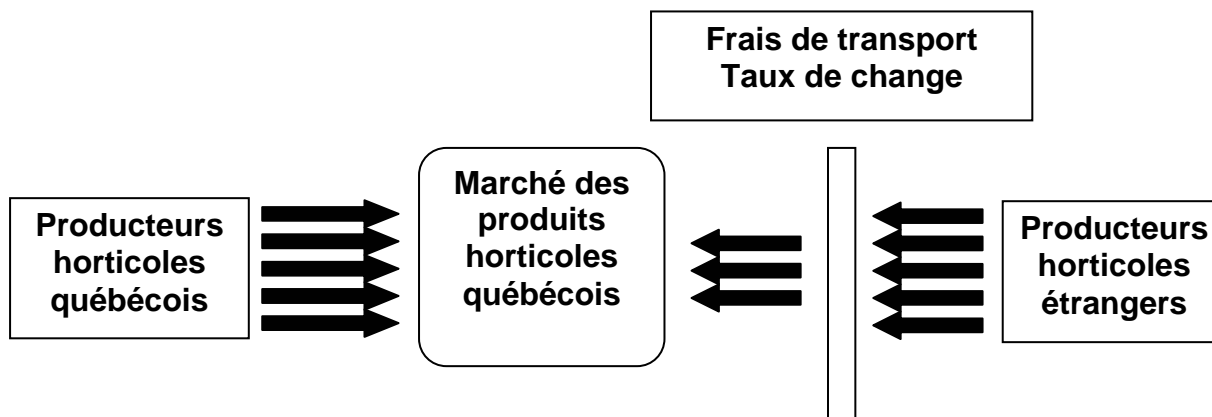 Frais de transport
Taux de change
Producteurs
horticoles
québécois
Marché des
produits
horticoles
québécois
Producteurs
horticoles
étrangers